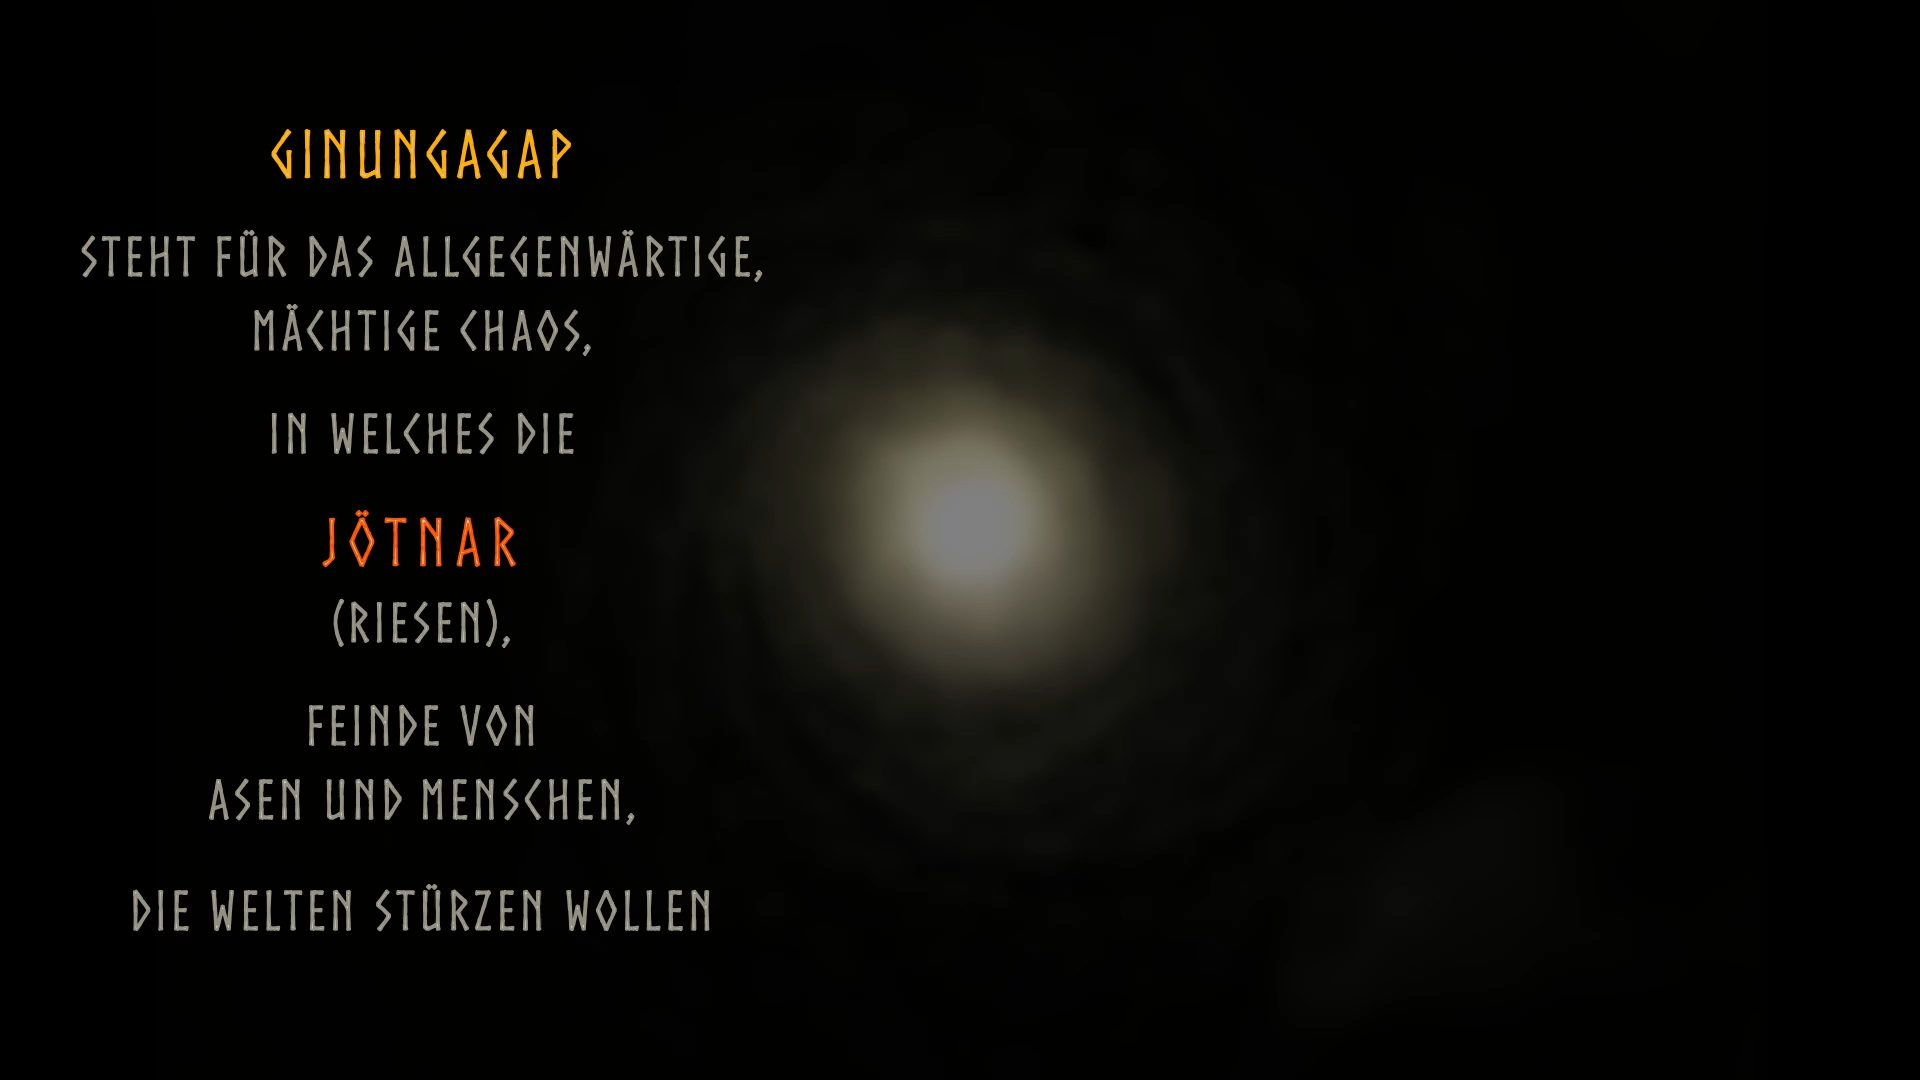 GINUNGAGAP
STEHT FÜR DAS ALLGEGENWÄRTIGE,
MÄCHTIGE CHAOS,
IN WELCHES DIE
JÖTNAR
(RIESEN),
FEINDE VON
ASEN UND MENSCHEN,
DIE WELTEN STÜRZEN WOLLEN